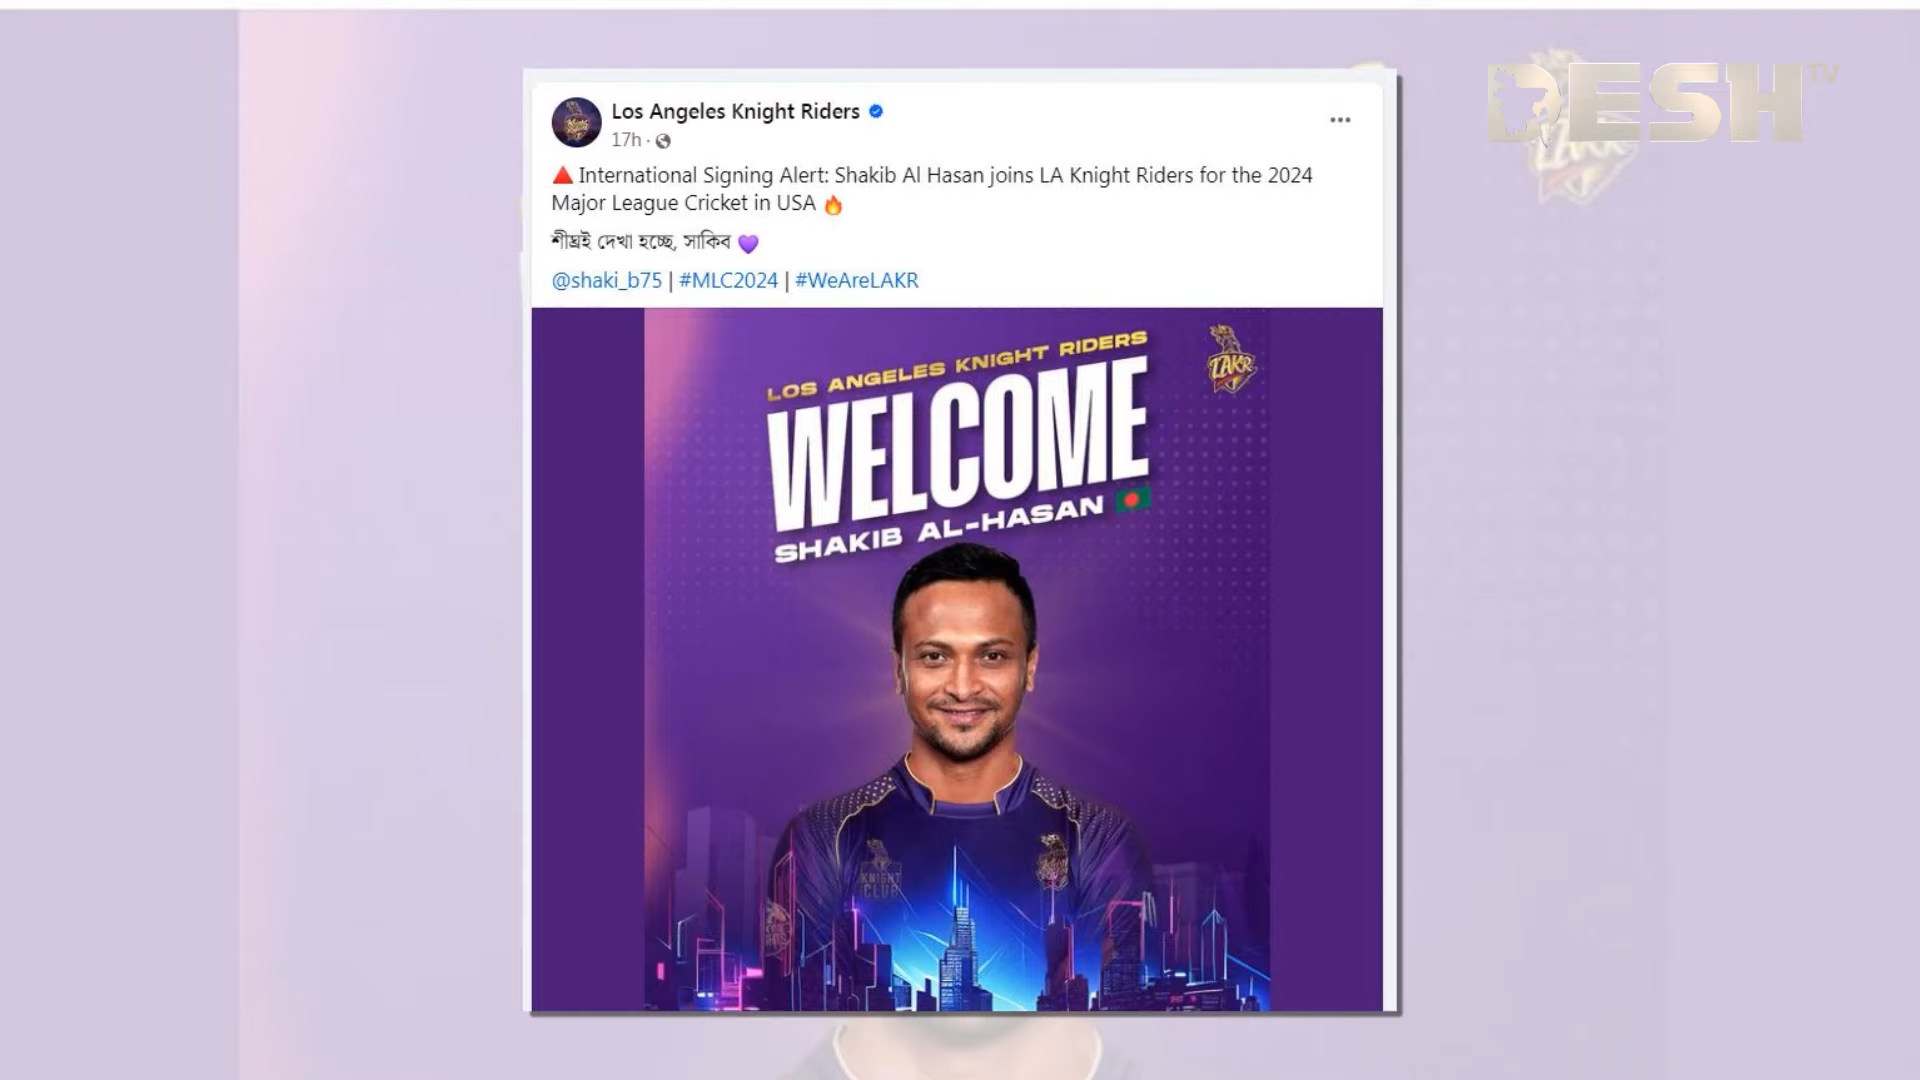 DESH TV
Los Angeles Knight Riders
17h ·
🔺 International Signing Alert: Shakib Al Hasan joins LA Knight Riders for the 2024
Major League Cricket in USA 🔥
শীঘ্রই দেখা হচ্ছে, সাকিব 💜
@shaki_b75 | #MLC2024 | #WeAreLAKR
LOS ANGELES KNIGHT RIDERS
WELCOME
SHAKIB AL-HASAN
LAKR
KNIGHT
CLUB